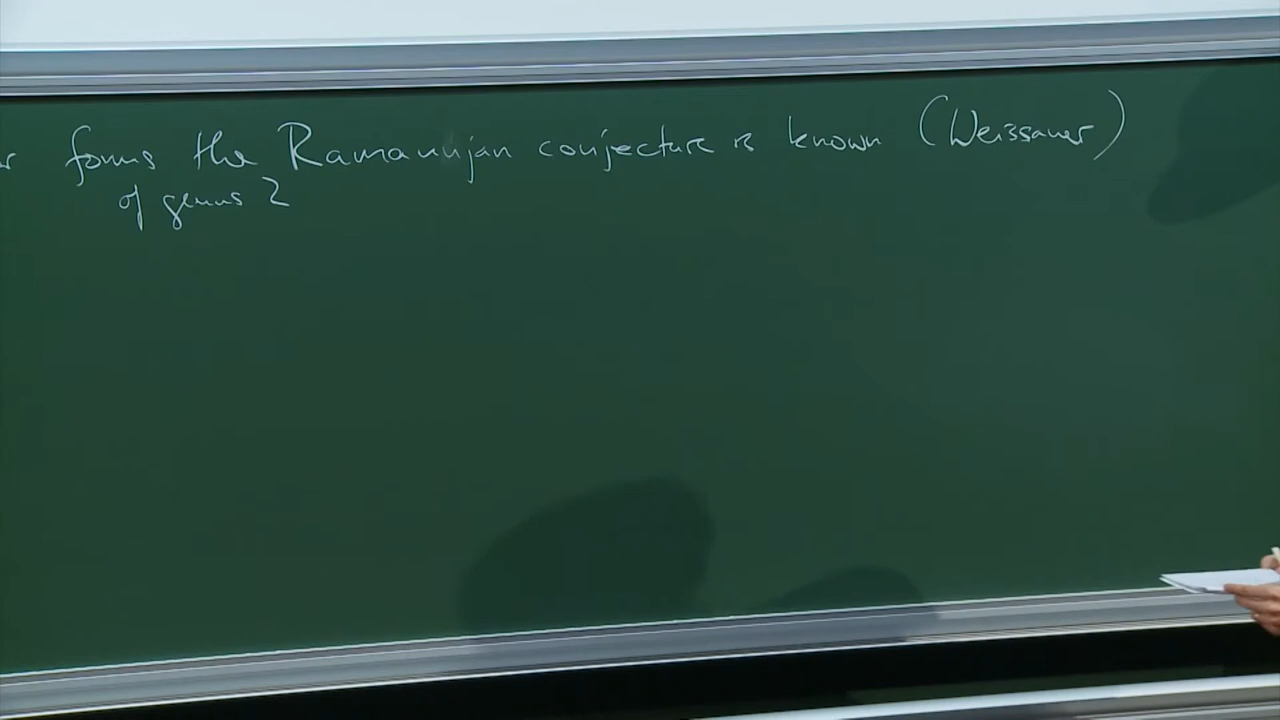 forms the Ramanujan conjecture is known (Weissauer)
of genus 2